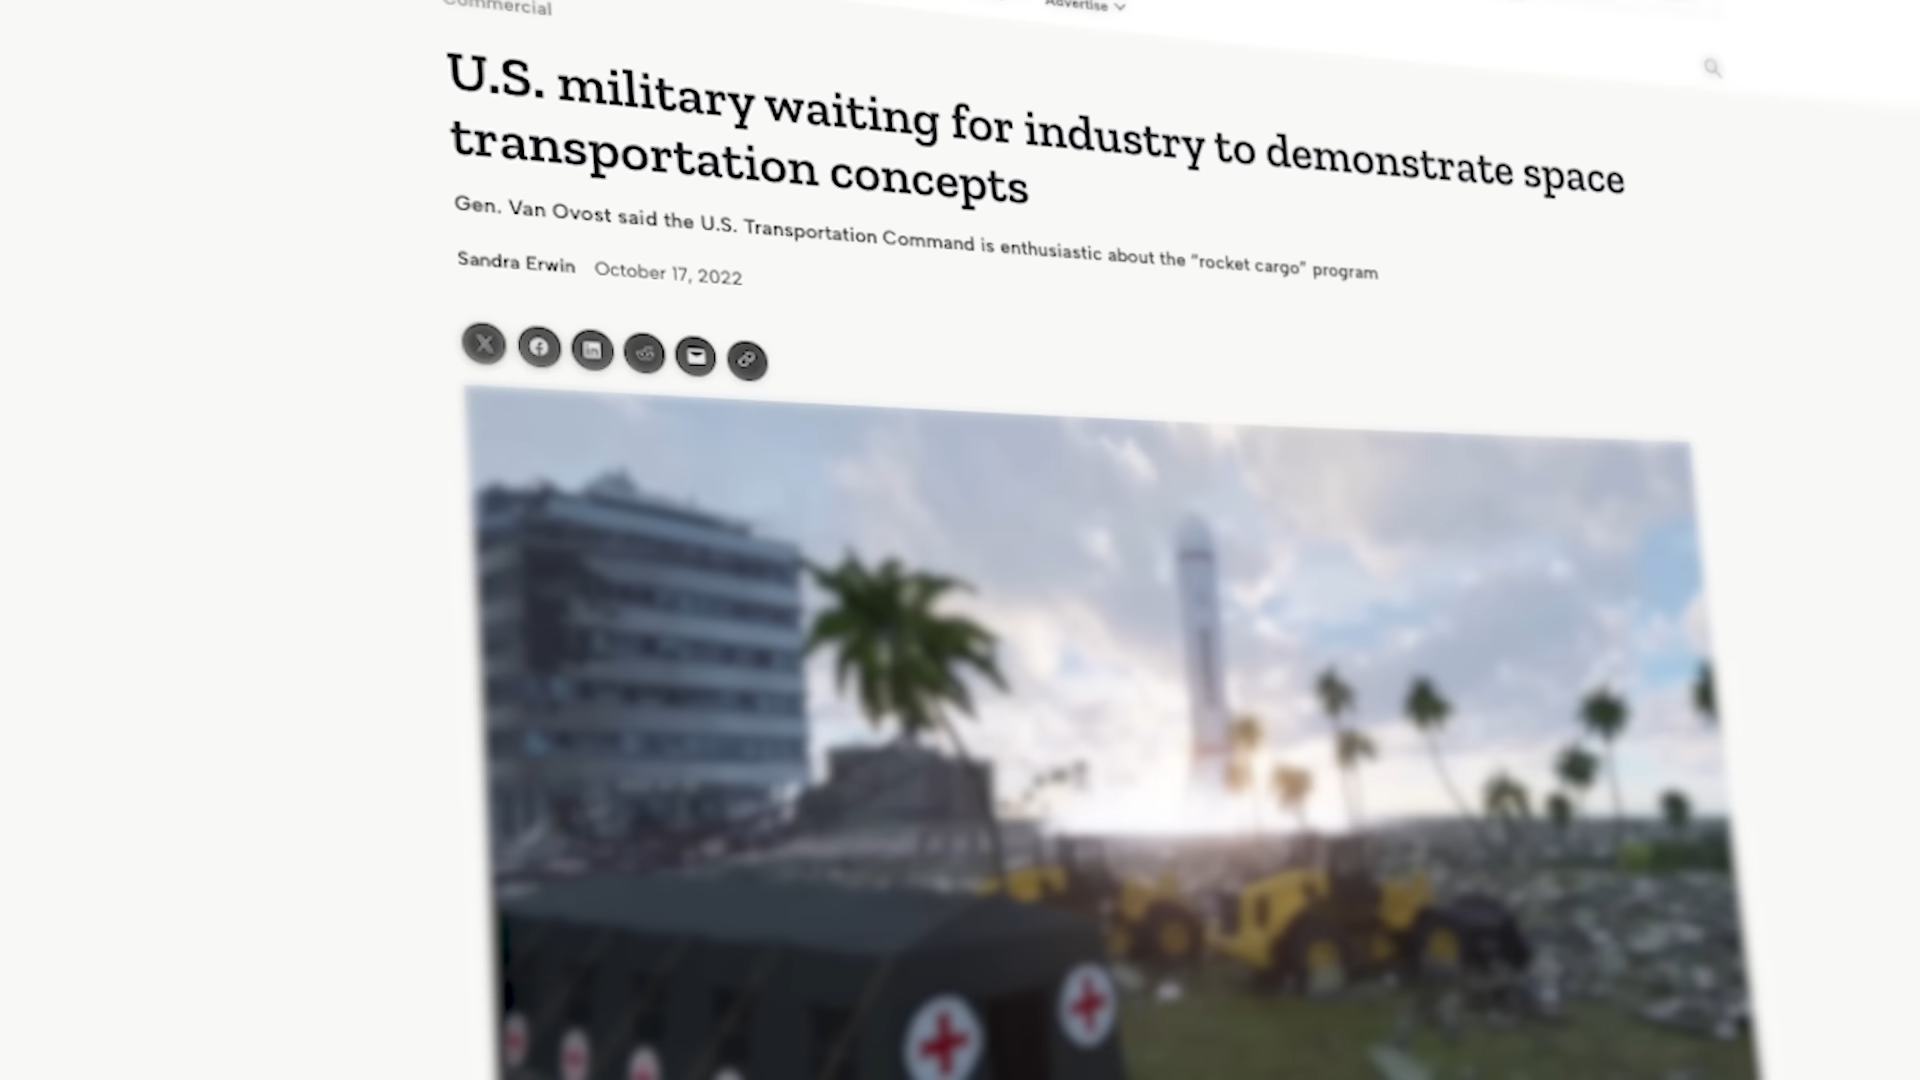 Advertise
Commercial
U.S. military waiting for industry to demonstrate space
transportation concepts
Gen. Van Ovost said the U.S. Transportation Command is enthusiastic about the “rocket cargo” program
Sandra Erwin October 17, 2022